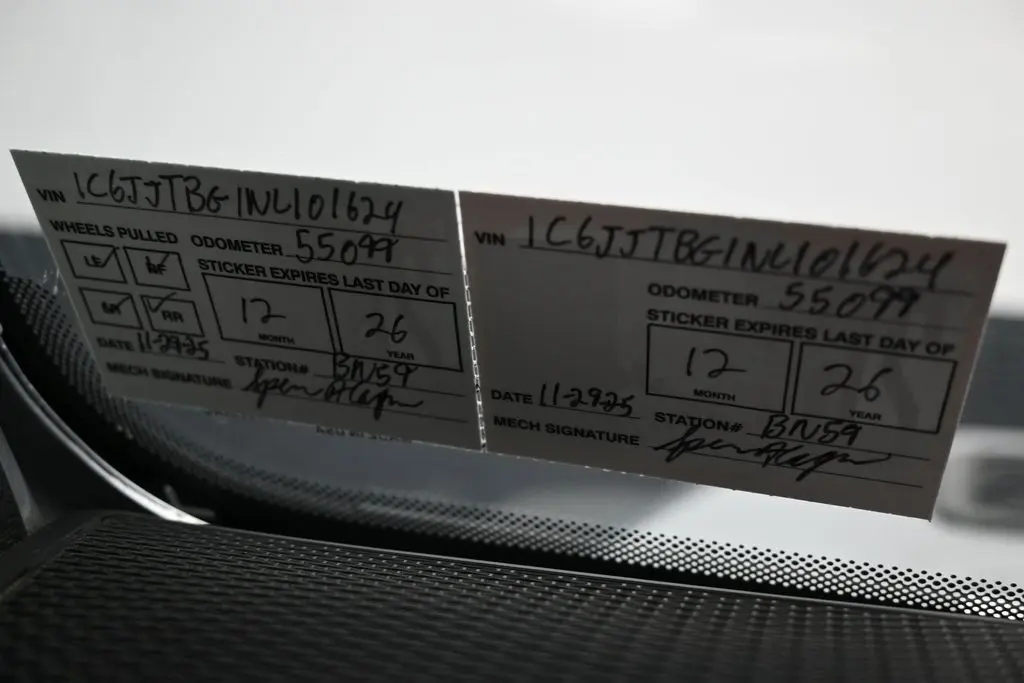 VIN 1C6JJTBG1NL101624
WHEELS PULLED ODOMETER 55099
LF RF
STICKER EXPIRES LAST DAY OF
RR
12 26
MONTH YEAR
DATE 11-29-25 STATION# BN59
MECH SIGNATURE
VIN 1C6JJTBG1NL101624
ODOMETER 55099
STICKER EXPIRES LAST DAY OF
12 26
MONTH YEAR
DATE 11-29-25 STATION# BN59
MECH SIGNATURE